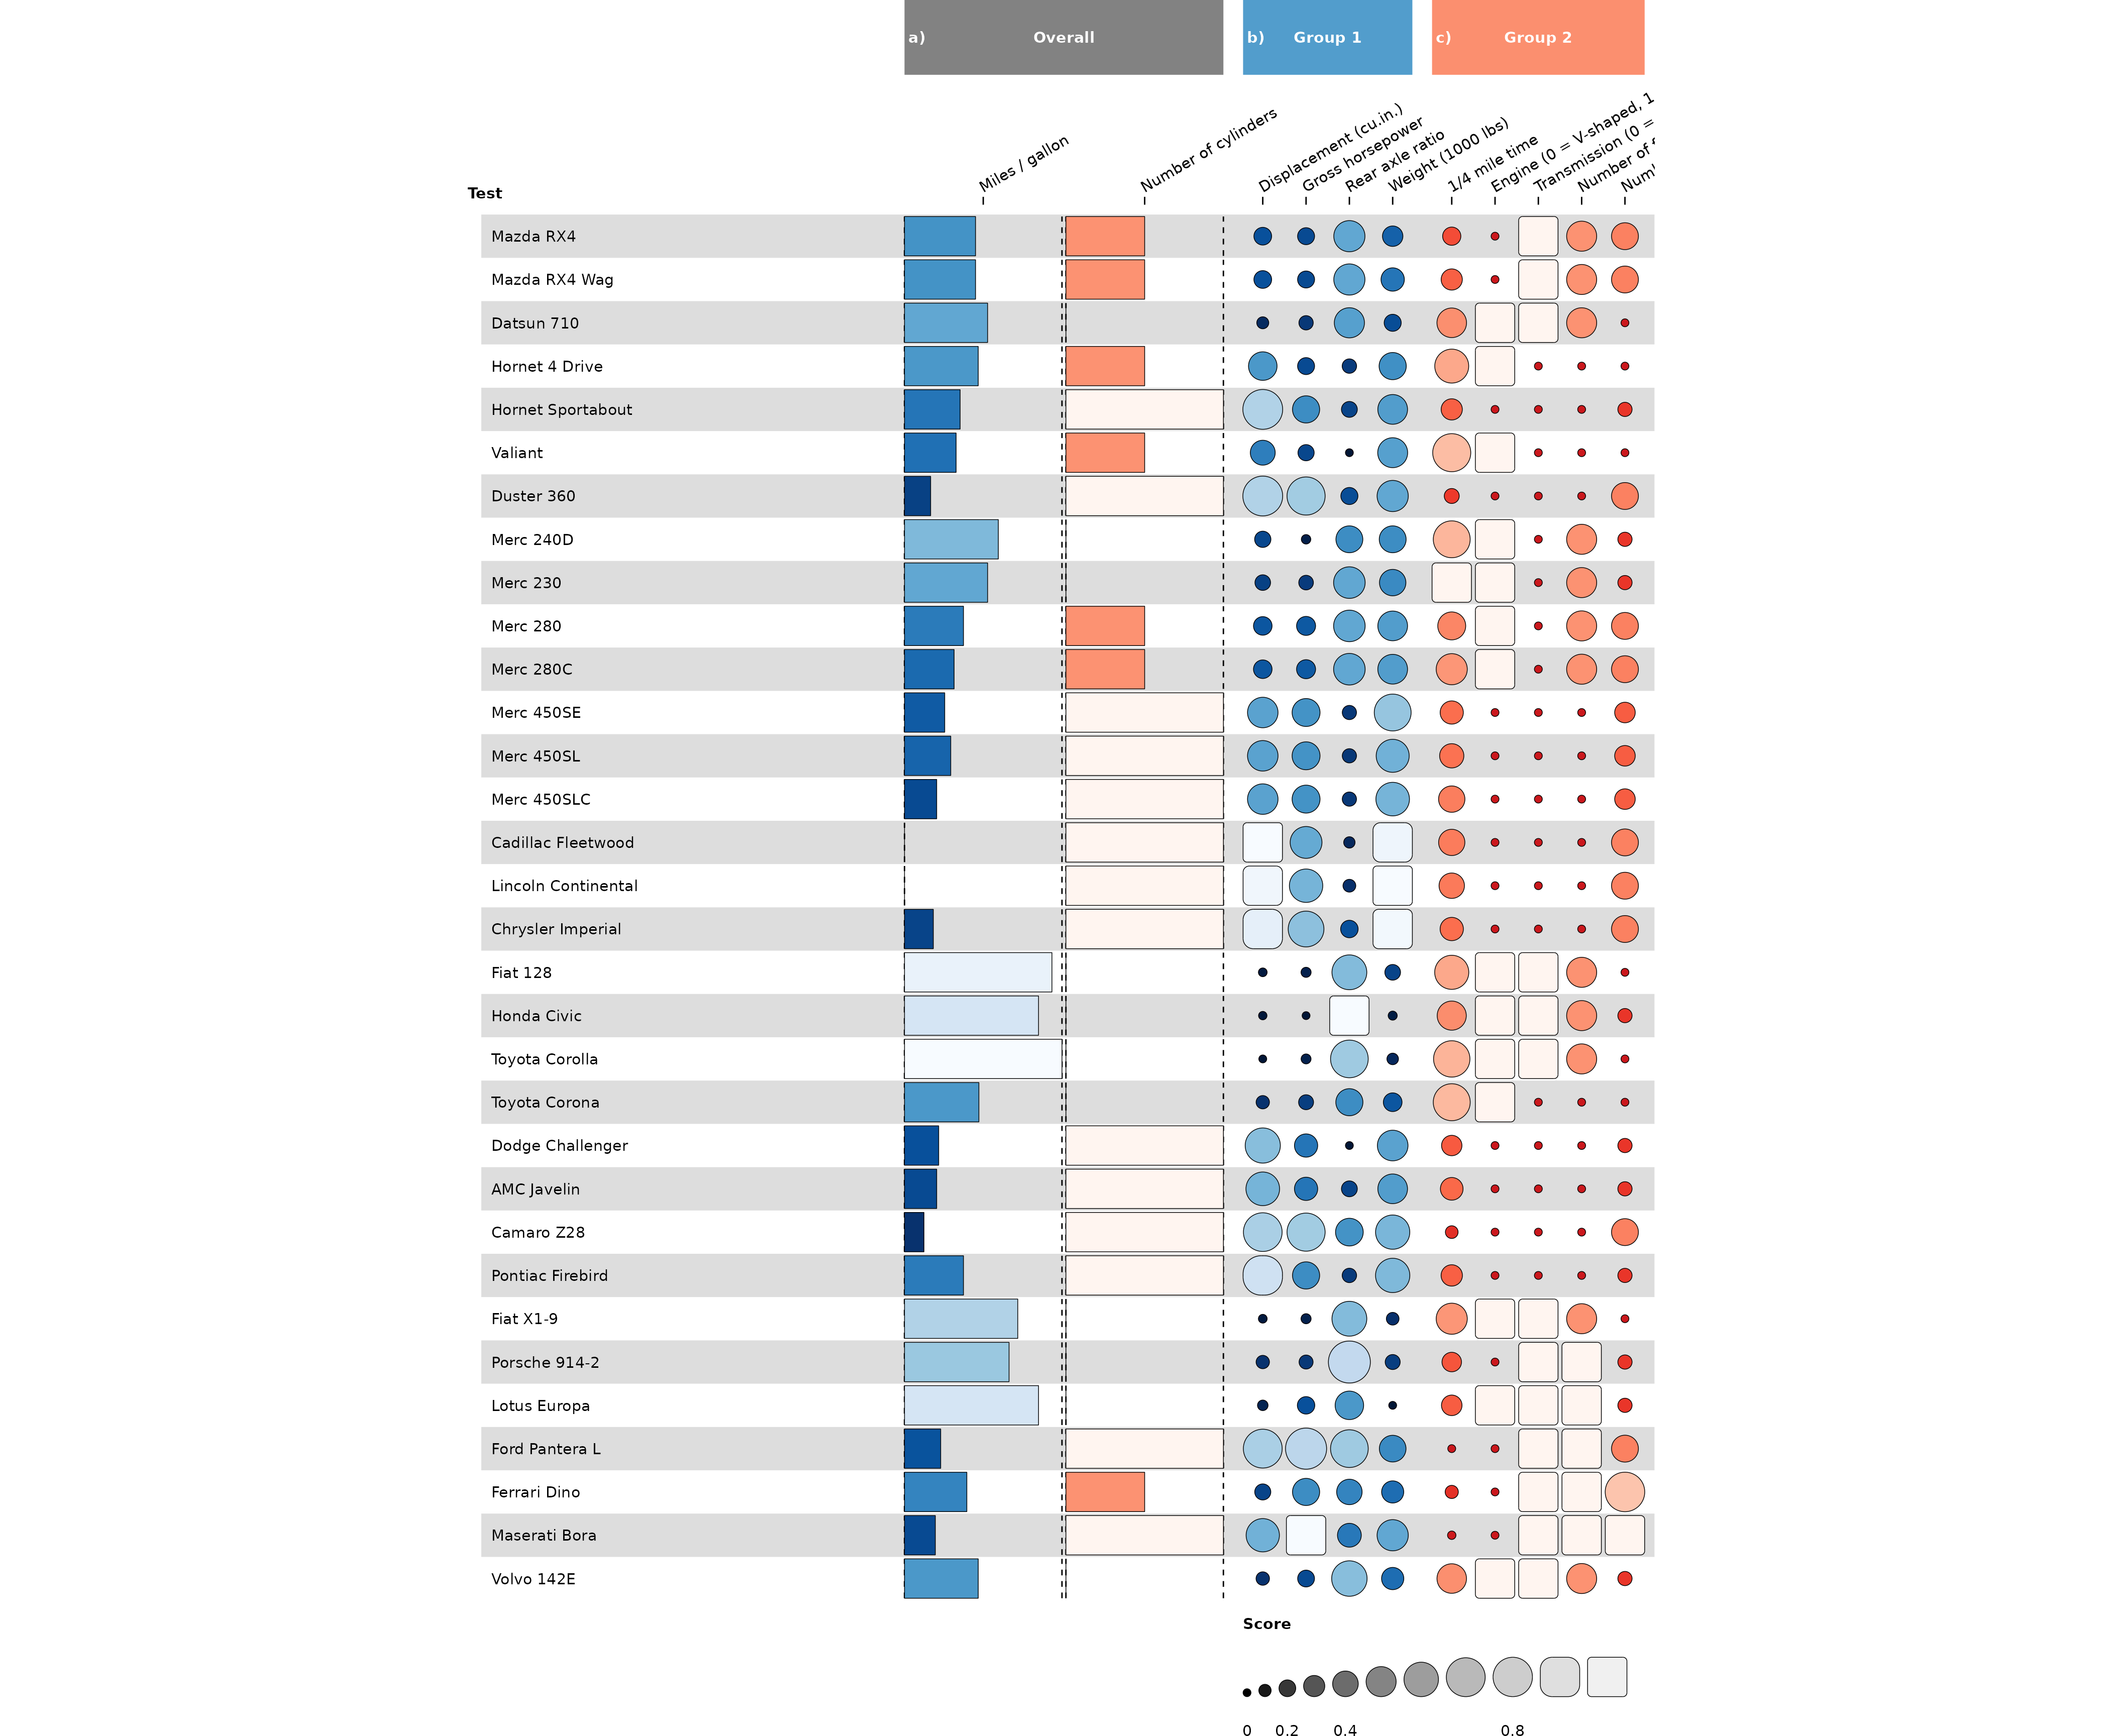 a) Overall b) Group 1 c) Group 2
Miles / gallon
Number of cylinders
Displacement (cu.in.)
Gross horsepower
Rear axle ratio
Weight (1000 lbs)
1/4 mile time
Engine (0 = V-shaped, 1
Transmission (0 =
Number of
Test
Mazda RX4
Mazda RX4 Wag
Datsun 710
Hornet 4 Drive
Hornet Sportabout
Valiant
Duster 360
Merc 240D
Merc 230
Merc 280
Merc 280C
Merc 450SE
Merc 450SL
Merc 450SLC
Cadillac Fleetwood
Lincoln Continental
Chrysler Imperial
Fiat 128
Honda Civic
Toyota Corolla
Toyota Corona
Dodge Challenger
AMC Javelin
Camaro Z28
Pontiac Firebird
Fiat X1-9
Porsche 914-2
Lotus Europa
Ford Pantera L
Ferrari Dino
Maserati Bora
Volvo 142E
Score
0 0.2 0.4 0.8